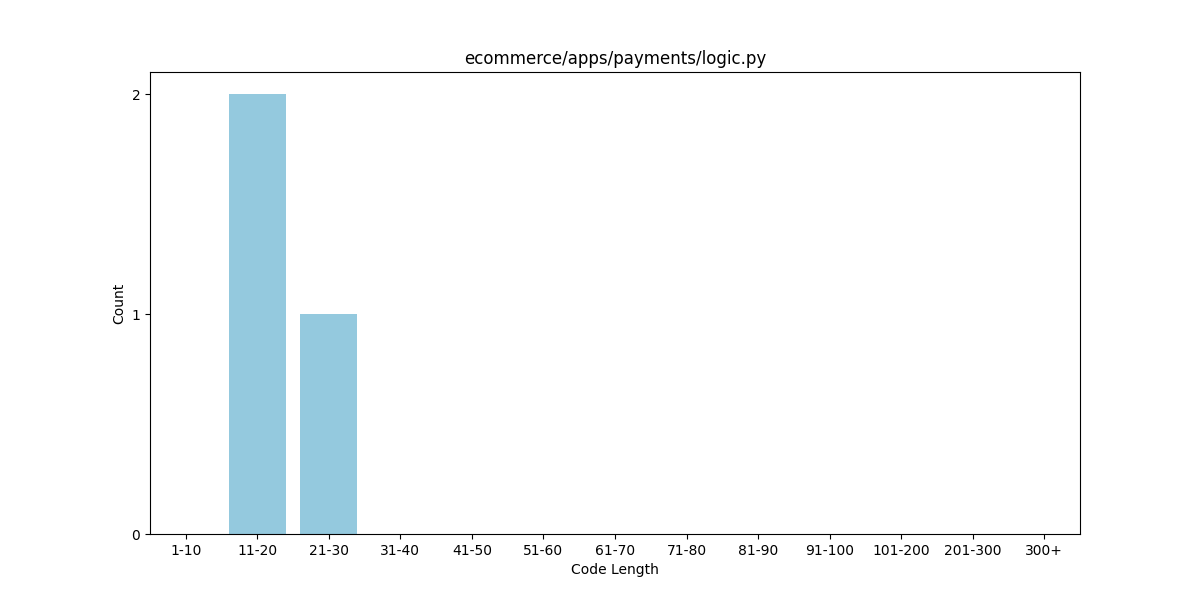 ecommerce/apps/payments/logic.py
2
1
0
Count
1-10 11-20 21-30 31-40 41-50 51-60 61-70 71-80 81-90 91-100 101-200 201-300 300+
Code Length